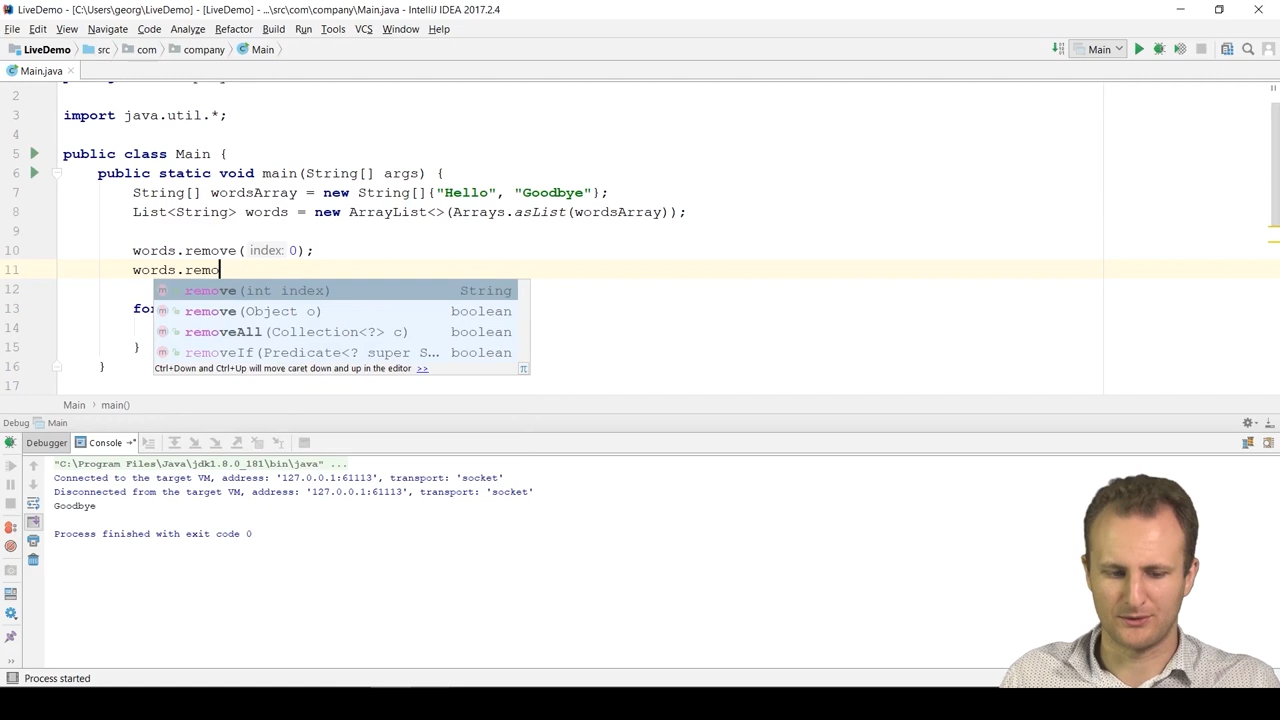 LiveDemo - [C:\Users\georg\LiveDemo] - [LiveDemo] - ...\src\com\company\Main.java - IntelliJ IDEA 2017.2.4
File Edit View Navigate Code Analyze Refactor Build Run Tools VCS Window Help
LiveDemo src com company Main Main
Main.java
2
3 import java.util.*;
4
5 public class Main {
6 public static void main(String[] args) {
7 String[] wordsArray = new String[]{"Hello", "Goodbye"};
8 List<String> words = new ArrayList<>(Arrays.asList(wordsArray));
9
10 words.remove( index: 0);
11 words.remo
12 remove(int index) String
13 for remove(Object o) boolean
14 removeAll(Collection<?> c) boolean
15 } removeIf(Predicate<? super S... boolean
16 } Ctrl+Down and Ctrl+Up will move caret down and up in the editor >> π
17
Main main()
Debug Main
Debugger Console
"C:\Program Files\Java\jdk1.8.0_181\bin\java" ...
Connected to the target VM, address: '127.0.0.1:61113', transport: 'socket'
Disconnected from the target VM, address: '127.0.0.1:61113', transport: 'socket'
Goodbye
Process finished with exit code 0
Process started